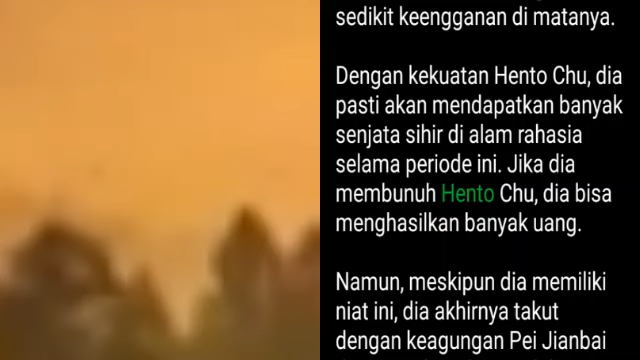 sedikit keengganan di matanya.
Dengan kekuatan Hento Chu, dia
pasti akan mendapatkan banyak
senjata sihir di alam rahasia
selama periode ini. Jika dia
membunuh Hento Chu, dia bisa
menghasilkan banyak uang.
Namun, meskipun dia memiliki
niat ini, dia akhirnya takut
dengan keagungan Pei Jianbai